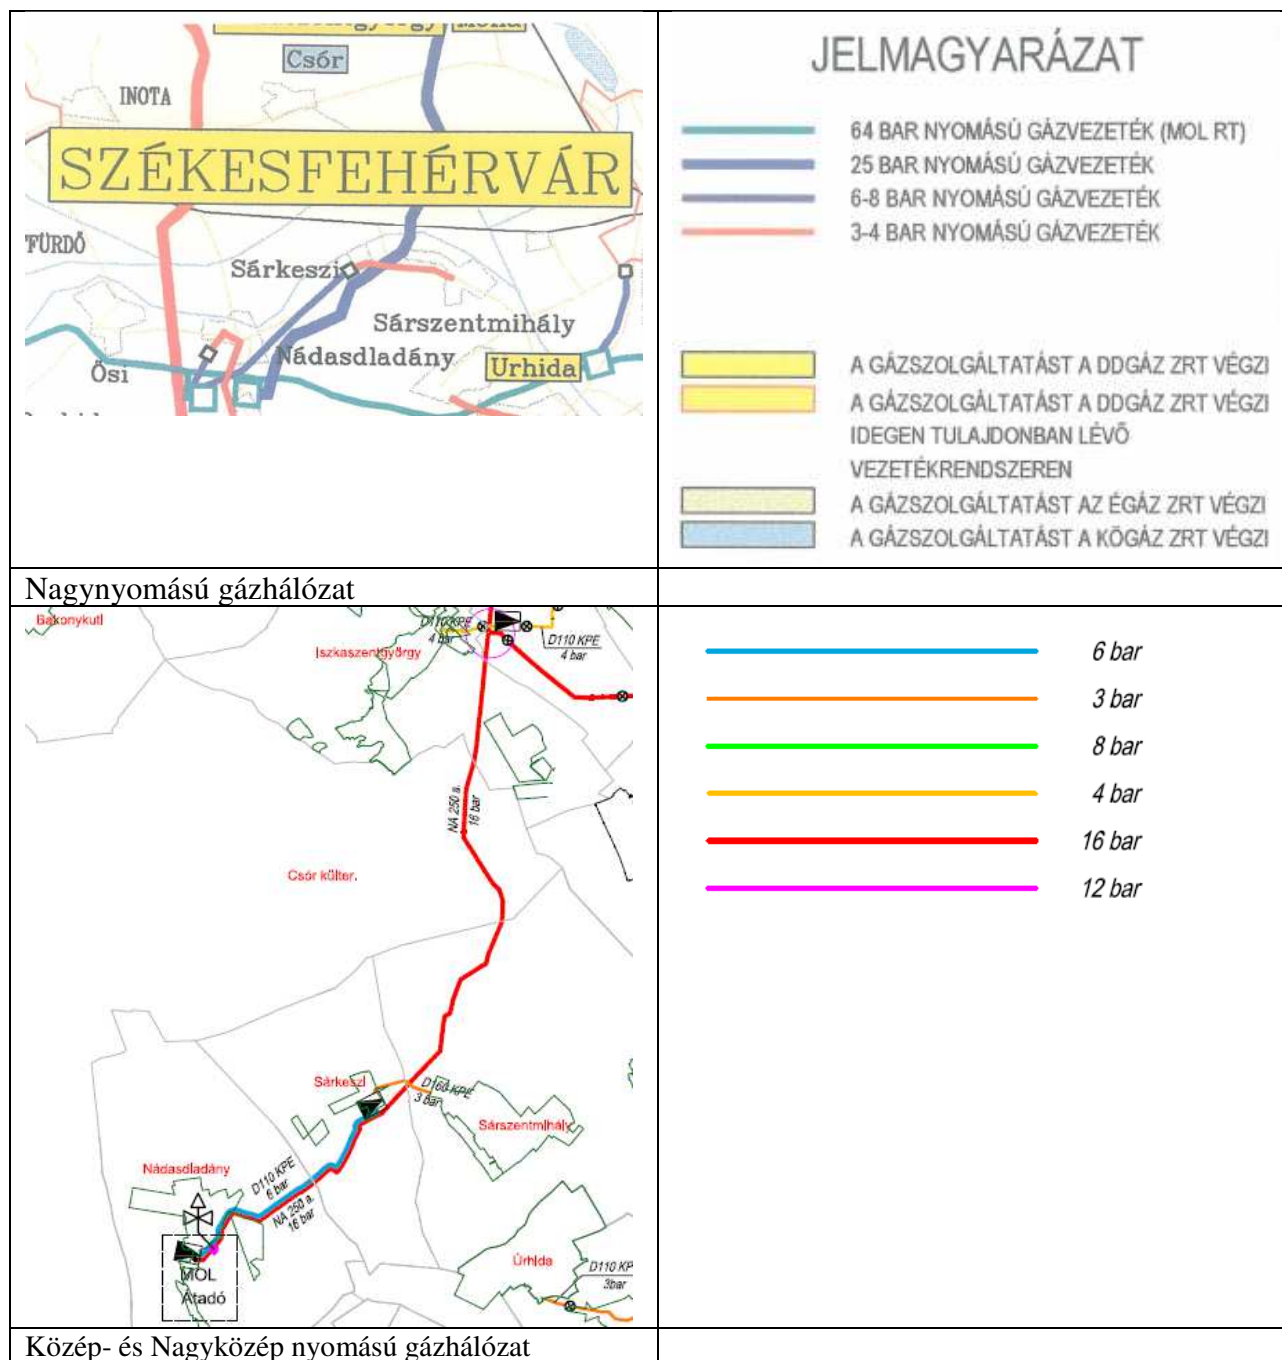 Csór
INOTA
SZÉKESFEHÉRVÁR
FÜRDŐ
Sárkeszi
Sárszentmihály
Nádasdladány
Urhida
Ősi
JELMAGYARÁZAT
64 BAR NYOMÁSÚ GÁZVEZETÉK (MOL RT)
25 BAR NYOMÁSÚ GÁZVEZETÉK
6-8 BAR NYOMÁSÚ GÁZVEZETÉK
3-4 BAR NYOMÁSÚ GÁZVEZETÉK
A GÁZSZOLGÁLTATÁST A DDGÁZ ZRT VÉGZI
A GÁZSZOLGÁLTATÁST A DDGÁZ ZRT VÉGZI
IDEGEN TULAJDONBAN LÉVŐ
VEZETÉKRENDSZEREN
A GÁZSZOLGÁLTATÁST AZ ÉGÁZ ZRT VÉGZI
A GÁZSZOLGÁLTATÁST A KÖGÁZ ZRT VÉGZI
Nagynyomású gázhálózat
Bakonykuti
D110 KPE
4 bar
D110 KPE
4 bar
Iszkaszentgyörgy
NA 250 a.
16 bar
Csór külter.
Sárkeszi
D160 KPE
3 bar
Sárszentmihály
Nádasdladány
D110 KPE
6 bar
NA 250 a.
16 bar
MOL
Átadó
Úrhida
D110 KP
3bar
6 bar
3 bar
8 bar
4 bar
16 bar
12 bar
Közép- és Nagyközép nyomású gázhálózat